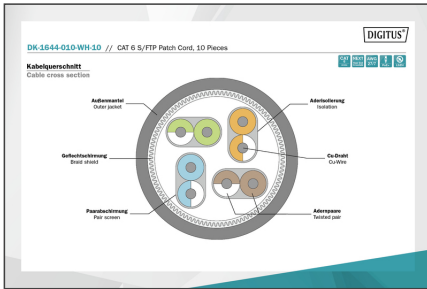 DIGITUS®
DK-1644-010-WH-10 // CAT 6 S/FTP Patch Cord, 10 Pieces
Kabelquerschnitt
Cable cross section
Außenmantel
Outer jacket
Aderisolierung
Isolation
Geflechtschirmung
Braid shield
Cu-Draht
Cu-Wire
Paarabschirmung
Pair screen
Adernpaare
Twisted pair